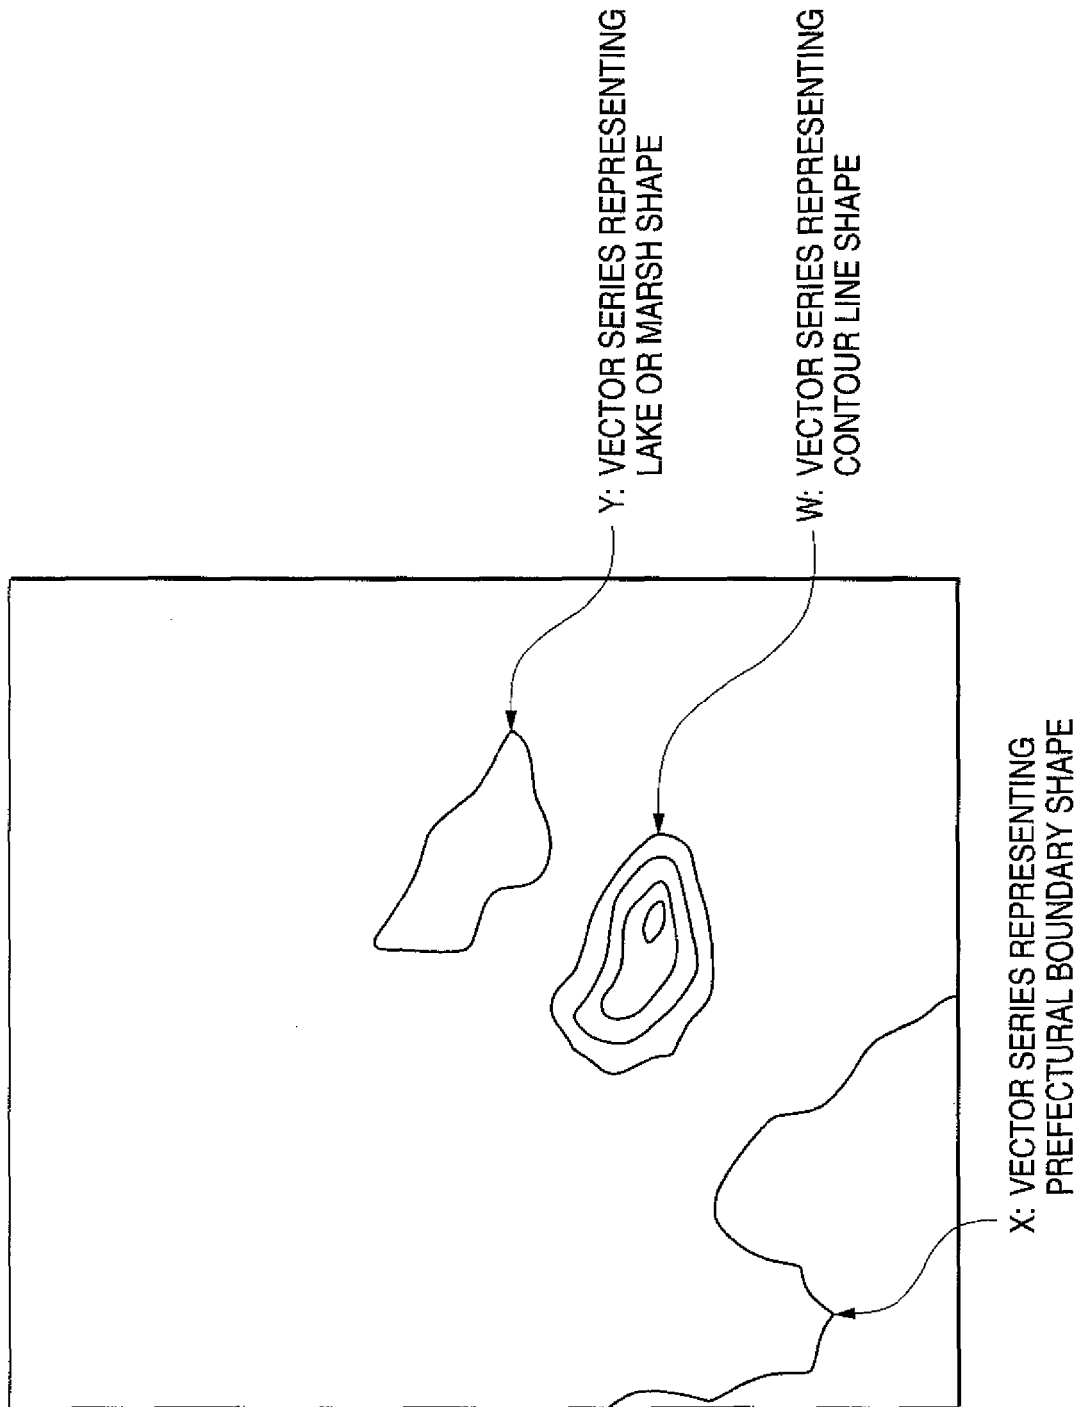 Y: VECTOR SERIES REPRESENTING
LAKE OR MARSH SHAPE
W: VECTOR SERIES REPRESENTING
CONTOUR LINE SHAPE
X: VECTOR SERIES REPRESENTING
PREFECTURAL BOUNDARY SHAPE